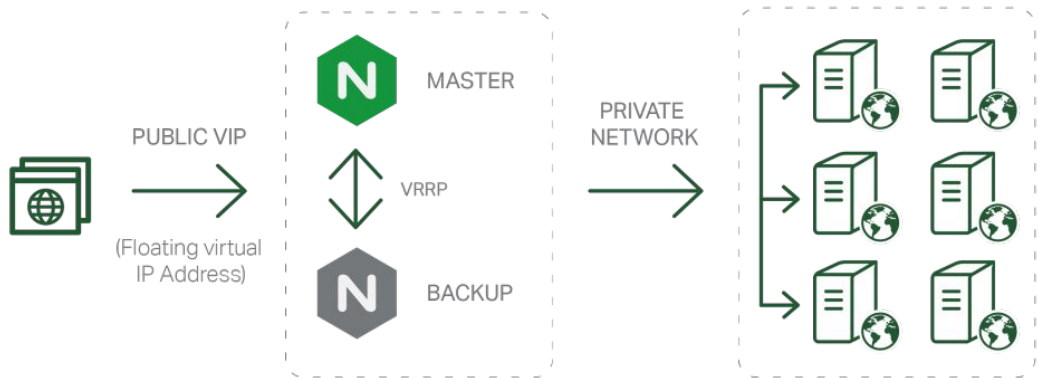 PUBLIC VIP
(Floating virtual
IP Address)
N
MASTER
VRRP
N
BACKUP
PRIVATE
NETWORK